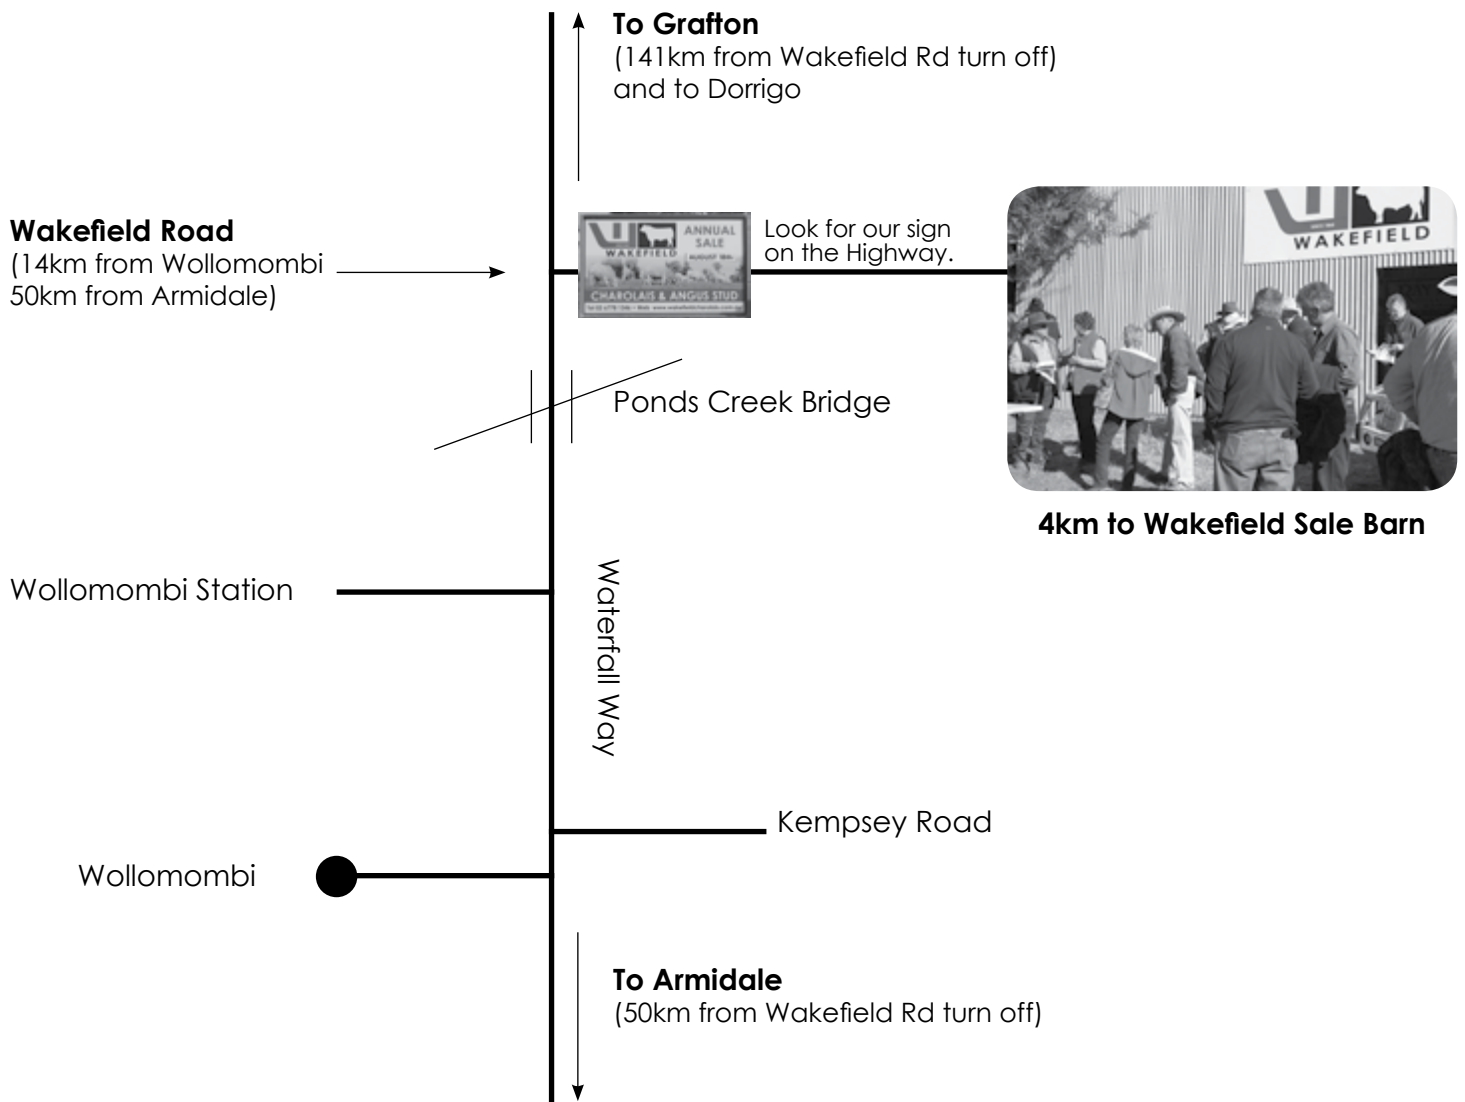 To Grafton
(141km from Wakefield Rd turn off)
and to Dorrigo
Wakefield Road
(14km from Wollomombi
50km from Armidale)
WAKEFIELD
ANNUAL
SALE
AUGUST
CHAROLAIS & ANGUS STUD
Look for our sign
on the Highway.
WAKEFIELD
4km to Wakefield Sale Barn
Ponds Creek Bridge
Wollomombi Station
Waterfall Way
Kempsey Road
Wollomombi
To Armidale
(50km from Wakefield Rd turn off)